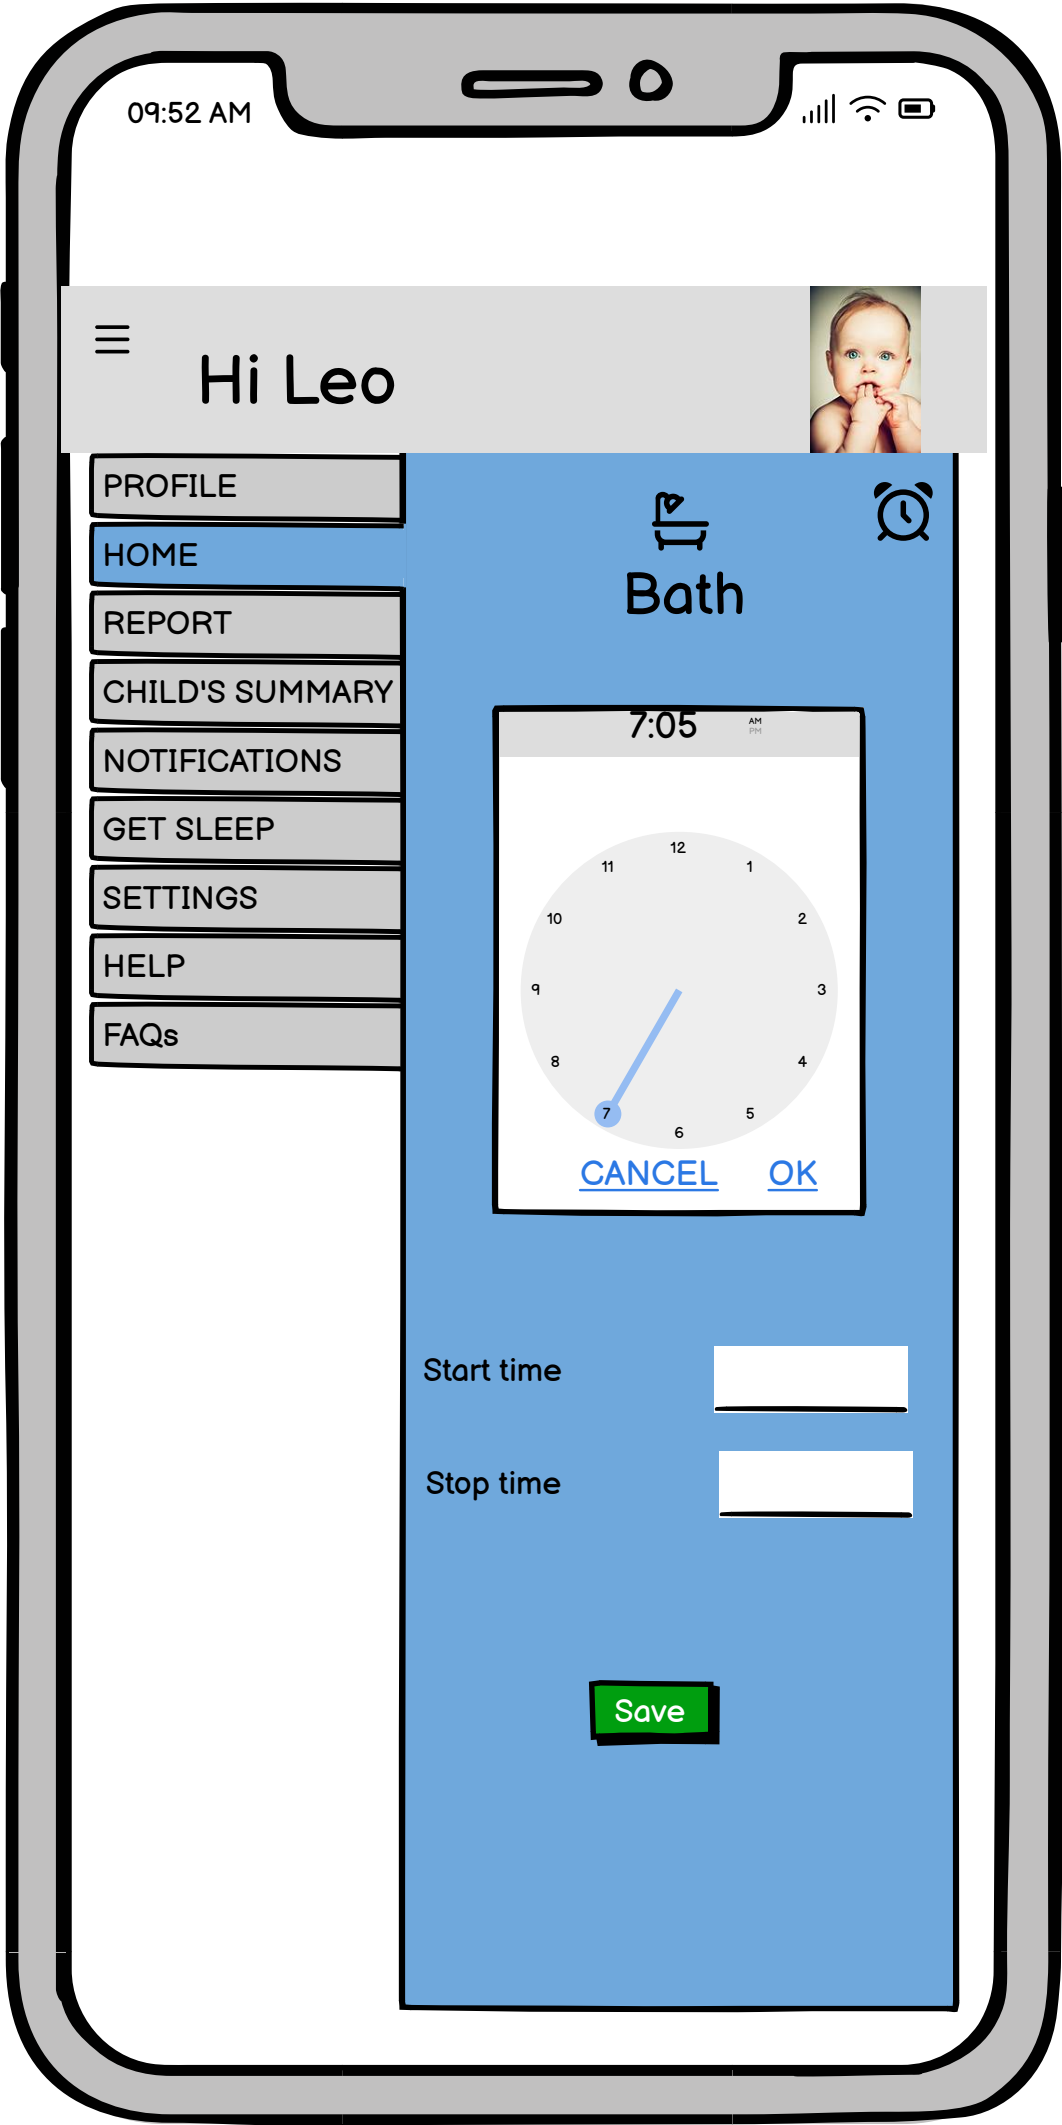 09:52 AM
Hi Leo
PROFILE
HOME
REPORT
CHILD'S SUMMARY
NOTIFICATIONS
GET SLEEP
SETTINGS
HELP
FAQs
Bath
7:05 AM
PM
12
11 1
10 2
9 3
8 4
7 5
6
CANCEL OK
Start time
Stop time
Save